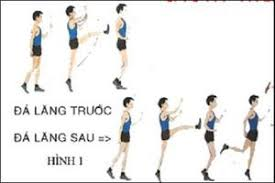 ĐÁ LĂNG TRƯỚC
ĐÁ LĂNG SAU =>
HÌNH 1